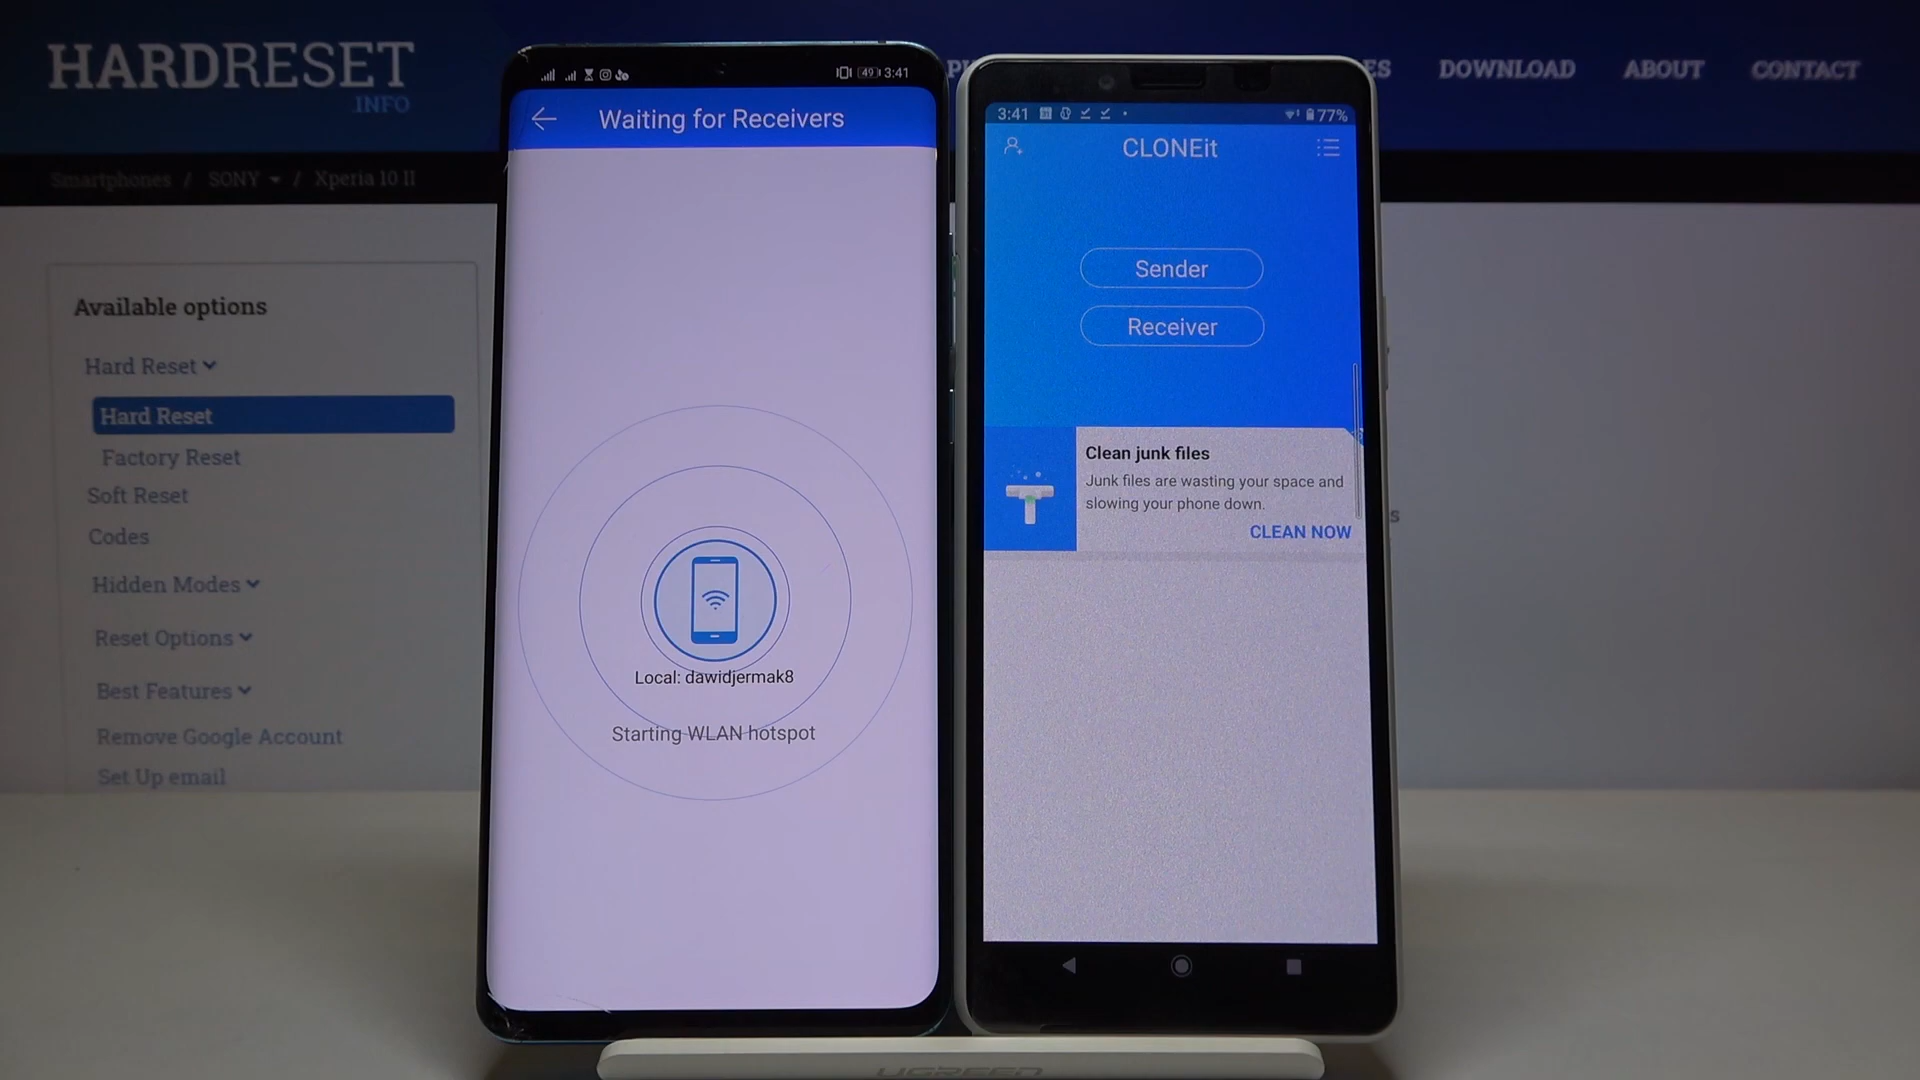 HARDRESET
.INFO
DOWNLOAD
ABOUT
CONTACT
Smartphones / SONY / Xperia 10 II
Available options
Hard Reset
Hard Reset
Factory Reset
Soft Reset
Codes
Hidden Modes
Reset Options
Best Features
Remove Google Account
Set Up email
49 3:41
Waiting for Receivers
Local: dawidjermak8
Starting WLAN hotspot
3:41 77%
CLONEit
Sender
Receiver
Clean junk files
Junk files are wasting your space and
slowing your phone down.
CLEAN NOW
UGREEN